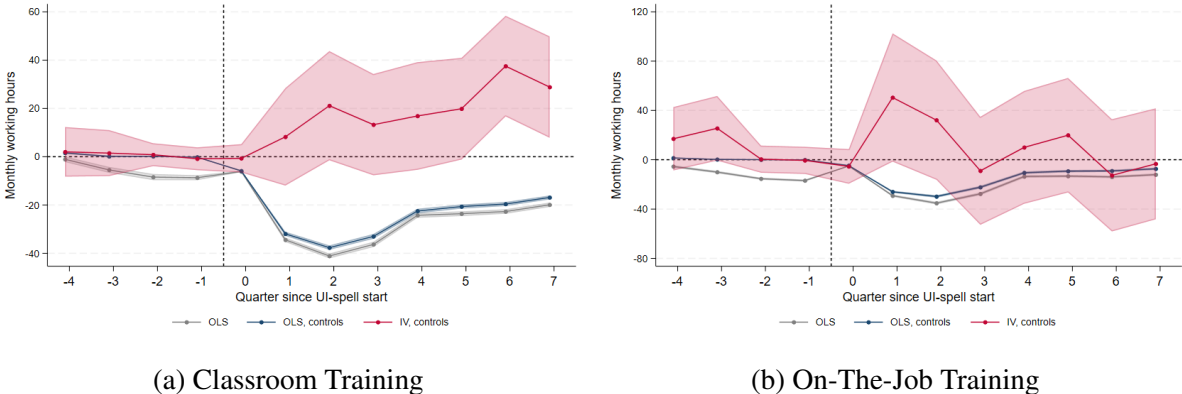 60
40
20
0
-20
-40
Monthly working hours
-4 -3 -2 -1 0 1 2 3 4 5 6 7
Quarter since UI-spell start
OLS OLS, controls IV, controls
(a) Classroom Training
120
80
40
0
-40
-80
Monthly working hours
-4 -3 -2 -1 0 1 2 3 4 5 6 7
Quarter since UI-spell start
OLS OLS, controls IV, controls
(b) On-The-Job Training